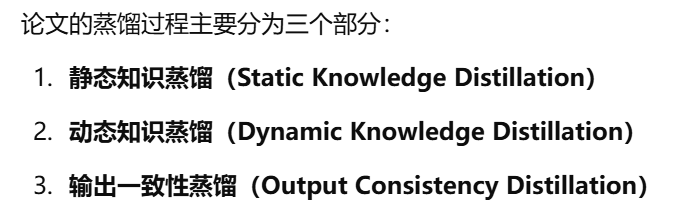 论文的蒸馏过程主要分为三个部分：
1. 静态知识蒸馏（Static Knowledge Distillation）
2. 动态知识蒸馏（Dynamic Knowledge Distillation）
3. 输出一致性蒸馏（Output Consistency Distillation）